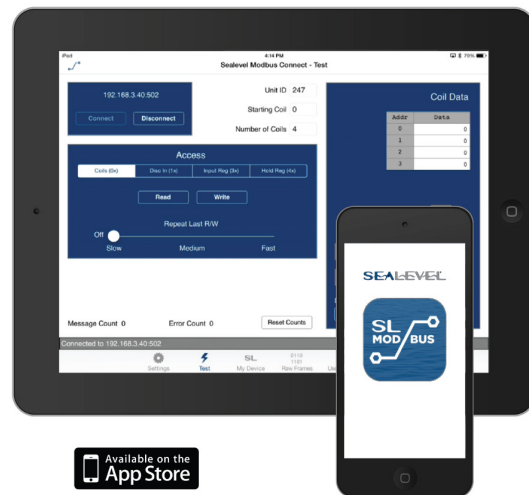 iPad
4:14 PM
79%
Sealevel Modbus Connect - Test
192.168.3.40:502
Connect
Disconnect
Unit ID 247
Starting Coil 0
Number of Coils 4
Coil Data
Addr Data
0 0
1 0
2 0
3 0
Access
Coils (0x)
Disc In (1x)
Input Reg (3x)
Hold Reg (4x)
Read
Write
Repeat Last R/W
Off
Slow
Medium
Fast
Message Count 0
Error Count 0
Reset Counts
Connected to 192.168.3.40:502
Settings
Test
SL
My Device
Raw Frames
SEALEVEL
SL
MOD BUS
Available on the
App Store